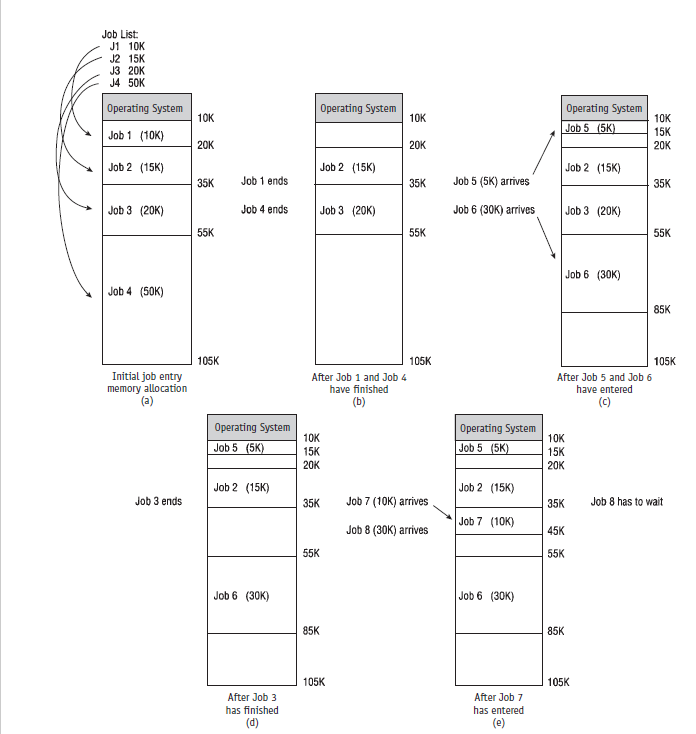 Job List:
J1 10K
J2 15K
J3 20K
J4 50K
Operating System
10K
Job 1 (10K)
20K
Job 2 (15K)
35K
Job 3 (20K)
55K
Job 4 (50K)
105K
Initial job entry
memory allocation
(a)
Job 1 ends
Job 4 ends
Operating System
10K
20K
Job 2 (15K)
35K
Job 3 (20K)
55K
105K
After Job 1 and Job 4
have finished
(b)
Job 5 (5K) arrives
Job 6 (30K) arrives
Operating System
10K
Job 5 (5K)
15K
20K
Job 2 (15K)
35K
Job 3 (20K)
55K
Job 6 (30K)
85K
105K
After Job 5 and Job 6
have entered
(c)
Job 3 ends
Operating System
10K
Job 5 (5K)
15K
20K
Job 2 (15K)
35K
55K
Job 6 (30K)
85K
105K
After Job 3
has finished
(d)
Job 7 (10K) arrives
Job 8 (30K) arrives
Operating System
10K
Job 5 (5K)
15K
20K
Job 2 (15K)
35K
Job 7 (10K)
45K
55K
Job 6 (30K)
85K
105K
Job 8 has to wait
After Job 7
has entered
(e)